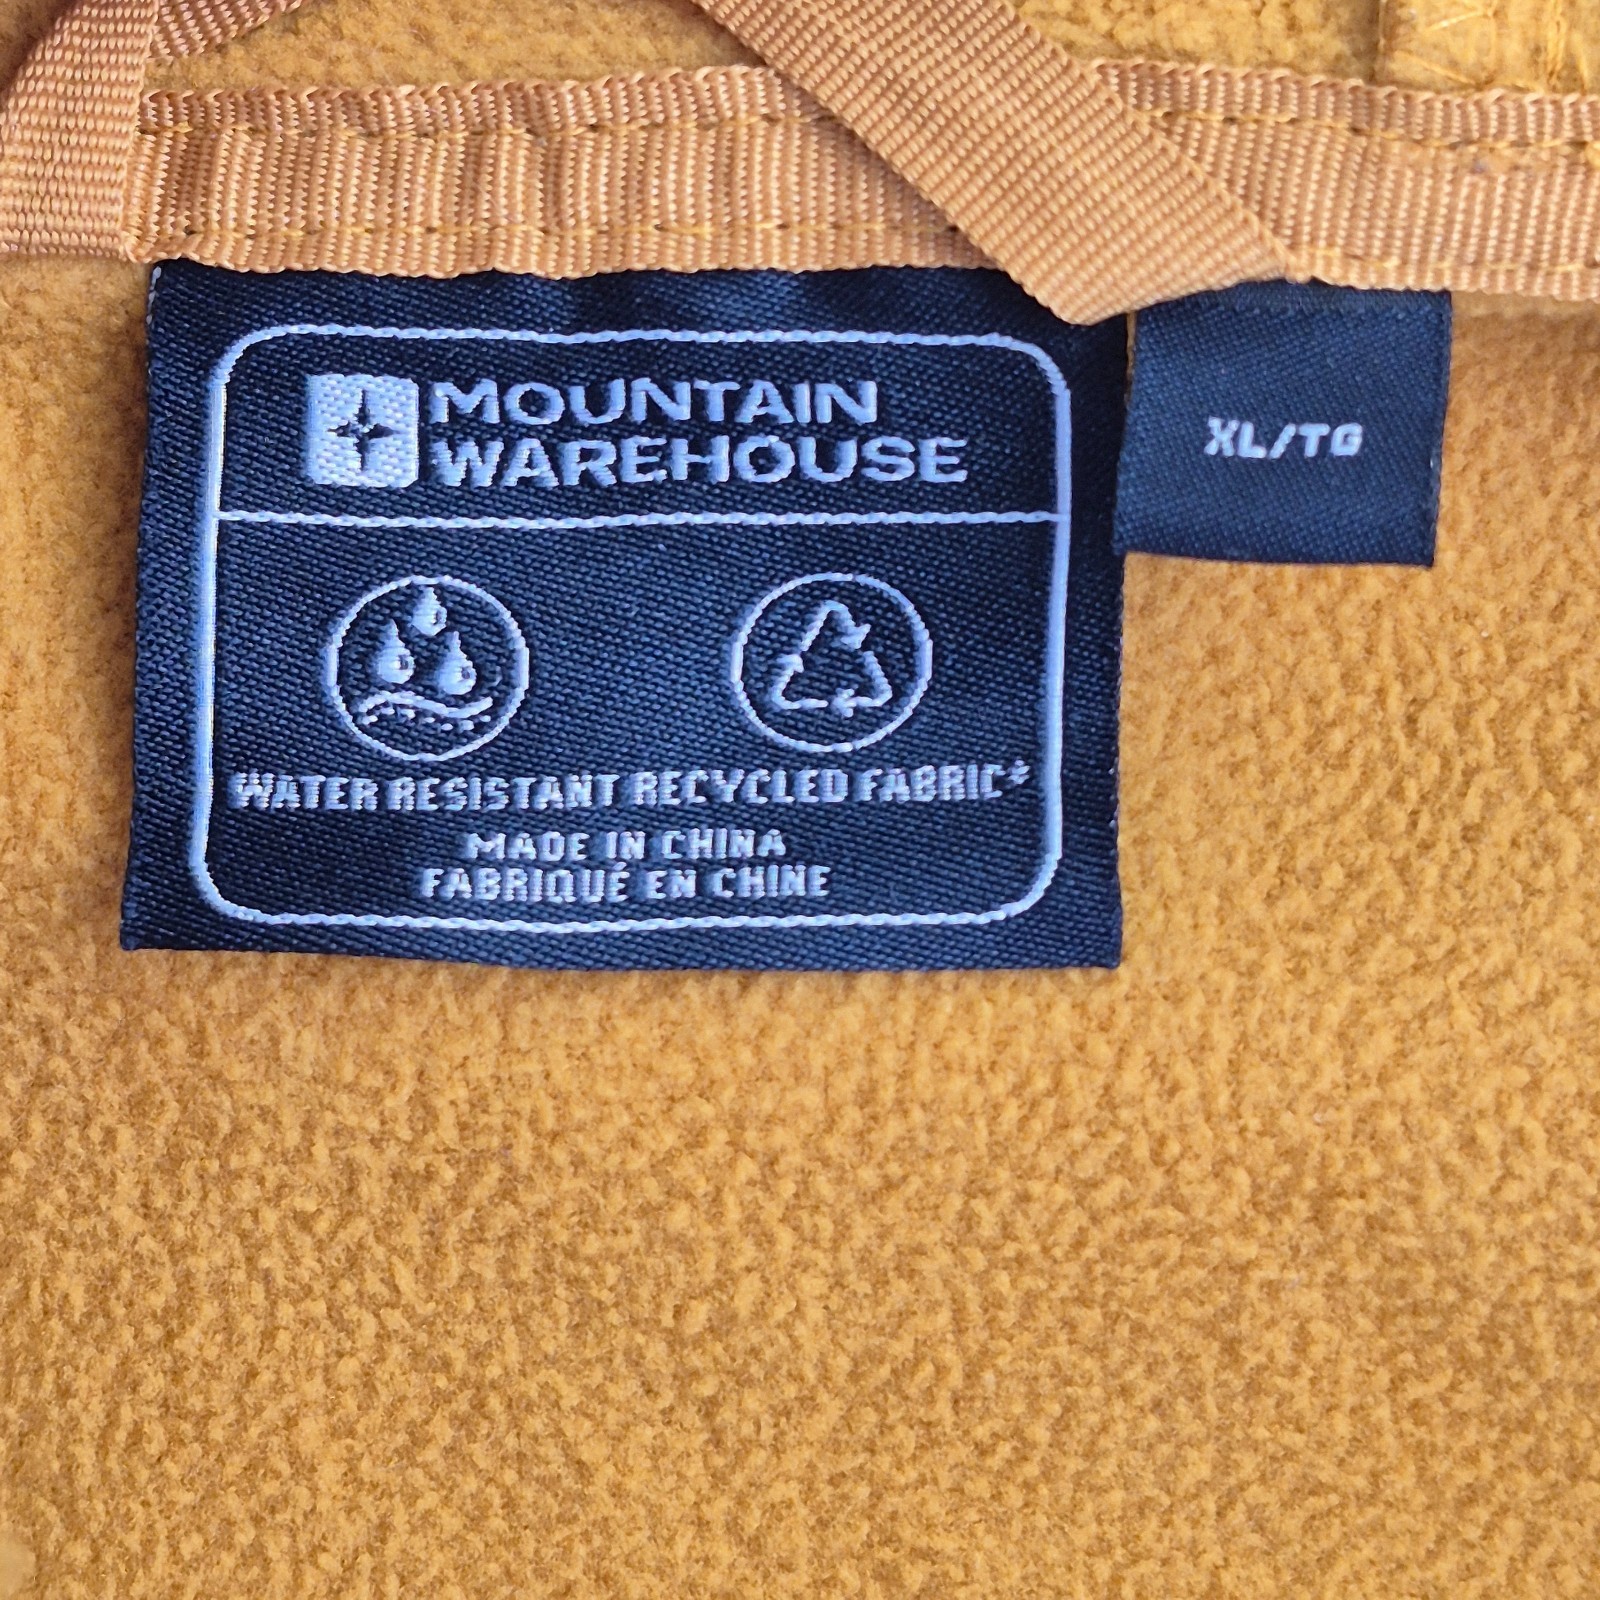 MOUNTAIN
WAREHOUSE
XL/TG
WATER RESISTANT RECYCLED FABRIC*
MADE IN CHINA
FABRIQUÉ EN CHINE